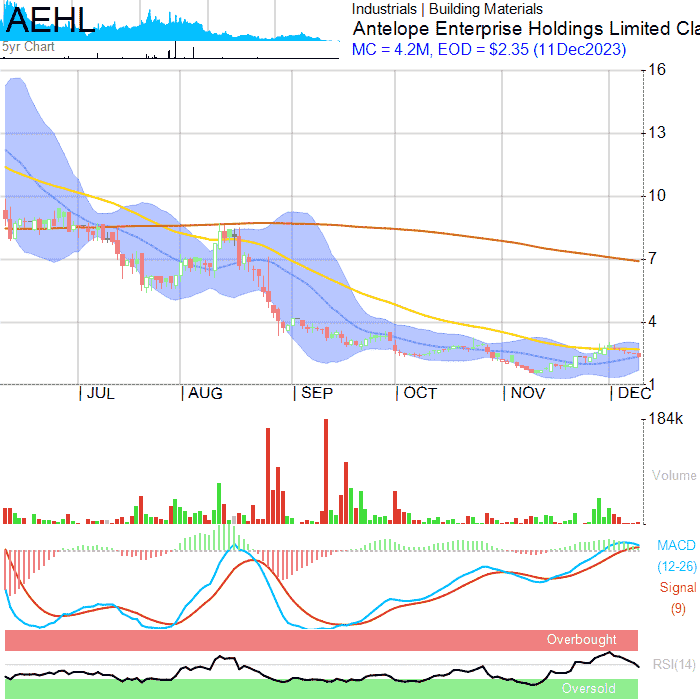 AEHL
5yr Chart
Industrials | Building Materials
Antelope Enterprise Holdings Limited Cla
MC = 4.2M, EOD = $2.35 (11Dec2023)
16
13
10
7
4
1
JUL
AUG
SEP
OCT
NOV
DEC
184k
Volume
MACD
(12-26)
Signal
(9)
Overbought
RSI(14)
Oversold